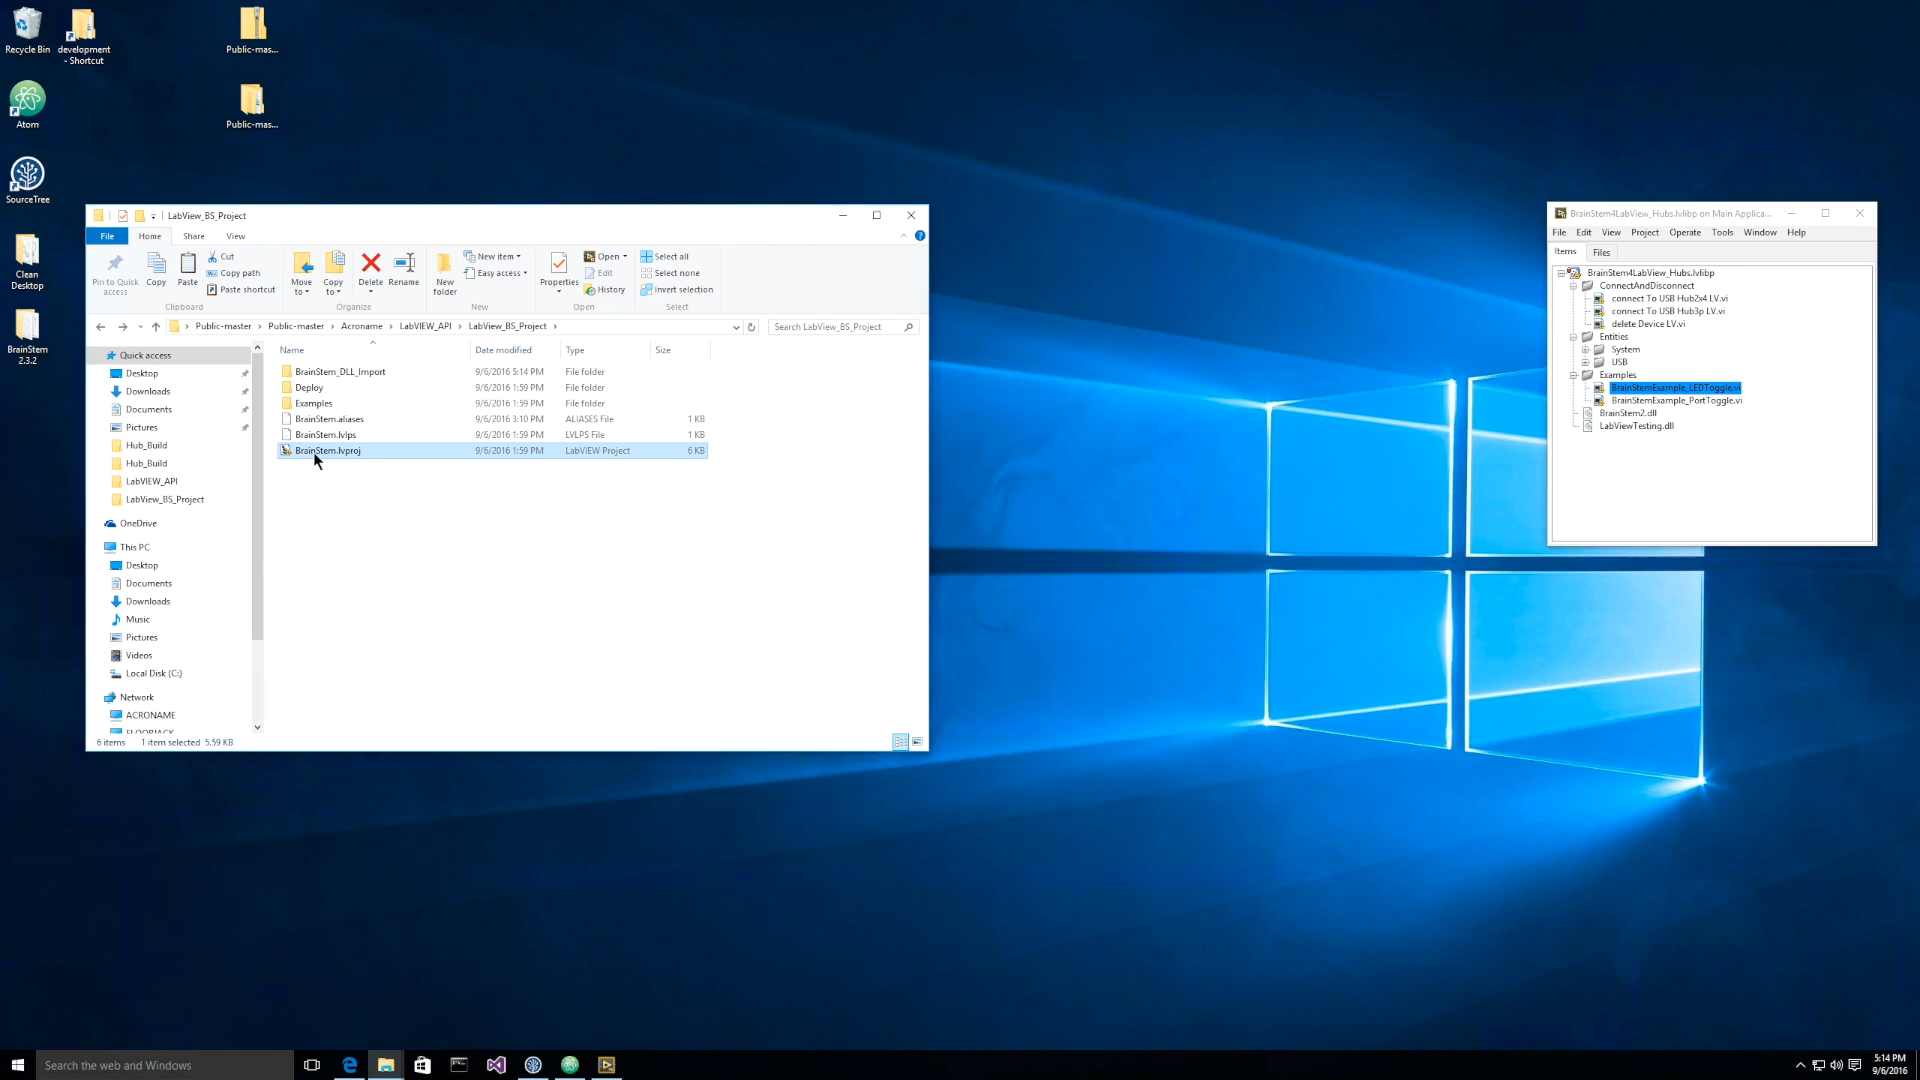 Recycle Bin
development
- Shortcut
Public-mas...
Atom
Public-mas...
SourceTree
Clean
Desktop
BrainStem
2.3.2
LabView_BS_Project
File Home Share View
Pin to Quick
access
Copy
Paste
Cut
Copy path
Paste shortcut
Clipboard
Move
to
Copy
to
Delete
Rename
Organize
New
folder
New item
Easy access
New
Properties
Open
Edit
History
Open
Select all
Select none
Invert selection
Select
Public-master Public-master Acroname LabVIEW_API LabView_BS_Project
Search LabView_BS_Project
Quick access
Desktop
Downloads
Documents
Pictures
Hub_Build
Hub_Build
LabVIEW_API
LabView_BS_Project
OneDrive
This PC
Desktop
Documents
Downloads
Music
Pictures
Videos
Local Disk (C:)
Network
ACRONAME
Name Date modified Type Size
BrainStem_DLL_Import 9/6/2016 5:14 PM File folder
Deploy 9/6/2016 1:59 PM File folder
Examples 9/6/2016 1:59 PM File folder
BrainStem.aliases 9/6/2016 3:10 PM ALIASES File 1 KB
BrainStem.lvlps 9/6/2016 1:59 PM LVLPS File 1 KB
BrainStem.lvproj 9/6/2016 1:59 PM LabVIEW Project 6 KB
6 items 1 item selected 5.59 KB
BrainStem4LabView_Hubs.lvlibp on Main Applica...
File Edit View Project Operate Tools Window Help
Items Files
BrainStem4LabView_Hubs.lvlibp
ConnectAndDisconnect
connect To USB Hub2x4 LV.vi
connect To USB Hub3p LV.vi
delete Device LV.vi
Entities
System
USB
Examples
BrainStemExample_LEDToggle.vi
BrainStemExample_PortToggle.vi
BrainStem2.dll
LabViewTesting.dll
Search the web and Windows
5:14 PM
9/6/2016